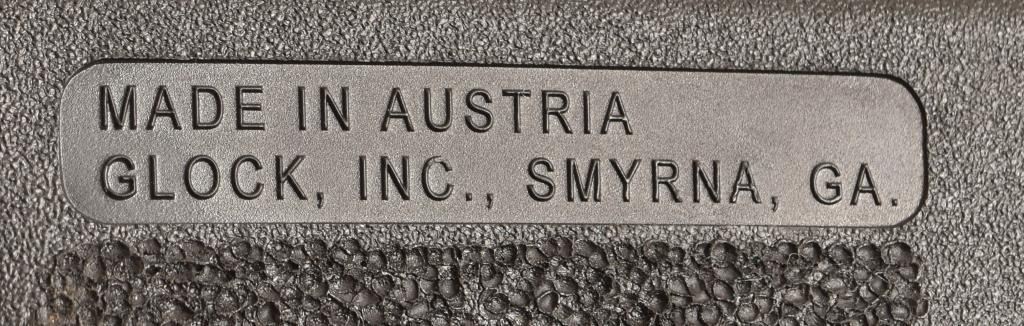 MADE IN AUSTRIA
GLOCK, INC., SMYRNA, GA.